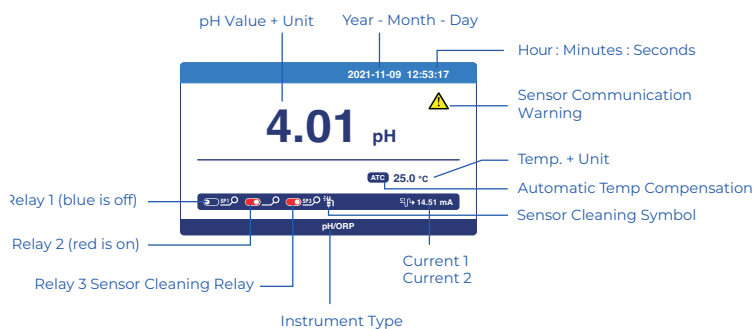 pH Value + Unit
Year - Month - Day
Hour : Minutes : Seconds
2021-11-09 12:53:17
Sensor Communication
Warning
4.01 pH
Temp. + Unit
ATC 25.0 °C
Automatic Temp Compensation
Relay 1 (blue is off)
SP1
SP3
14.51 mA
Sensor Cleaning Symbol
pH/ORP
Relay 2 (red is on)
Current 1
Current 2
Relay 3 Sensor Cleaning Relay
Instrument Type